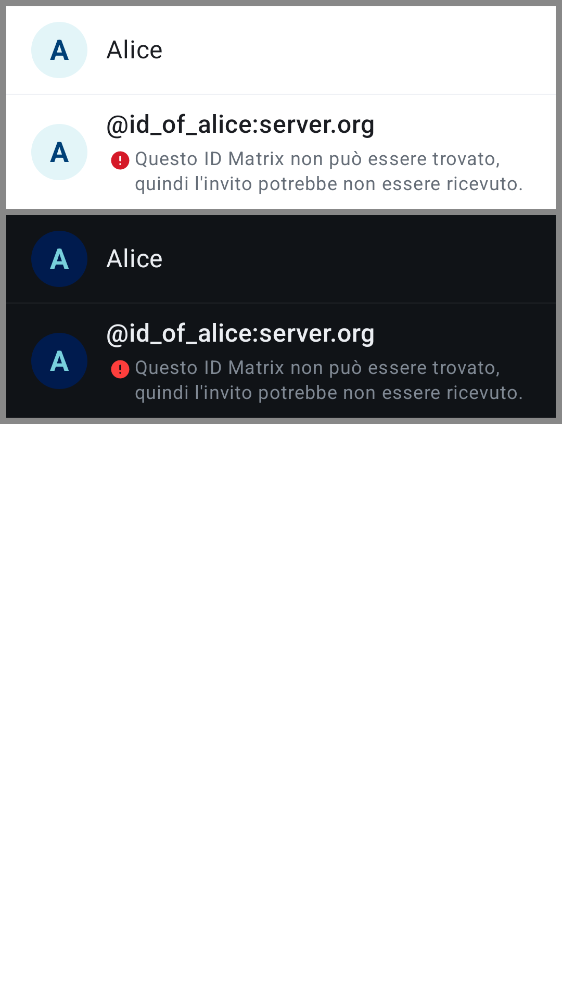 A
Alice
A
@id_of_alice:server.org
Questo ID Matrix non può essere trovato,
quindi l'invito potrebbe non essere ricevuto.
A
Alice
A
@id_of_alice:server.org
Questo ID Matrix non può essere trovato,
quindi l'invito potrebbe non essere ricevuto.